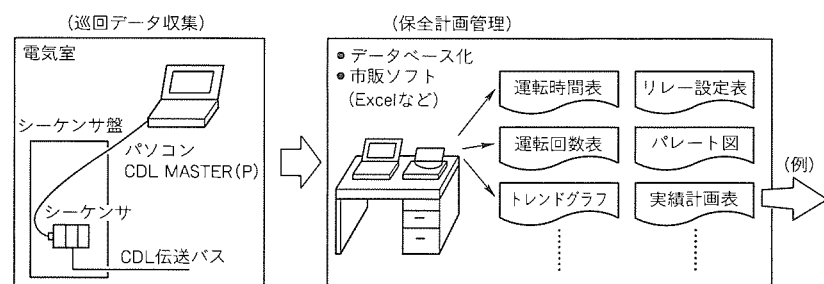 (巡回データ収集)
電気室
シーケンサ盤
パソコン
CDL MASTER(P)
シーケンサ
CDL伝送バス
(保全計画管理)
● データベース化
● 市販ソフト
(Excelなど)
運転時間表
リレー設定表
運転回数表
パレート図
トレンドグラフ
実績計画表
(例)